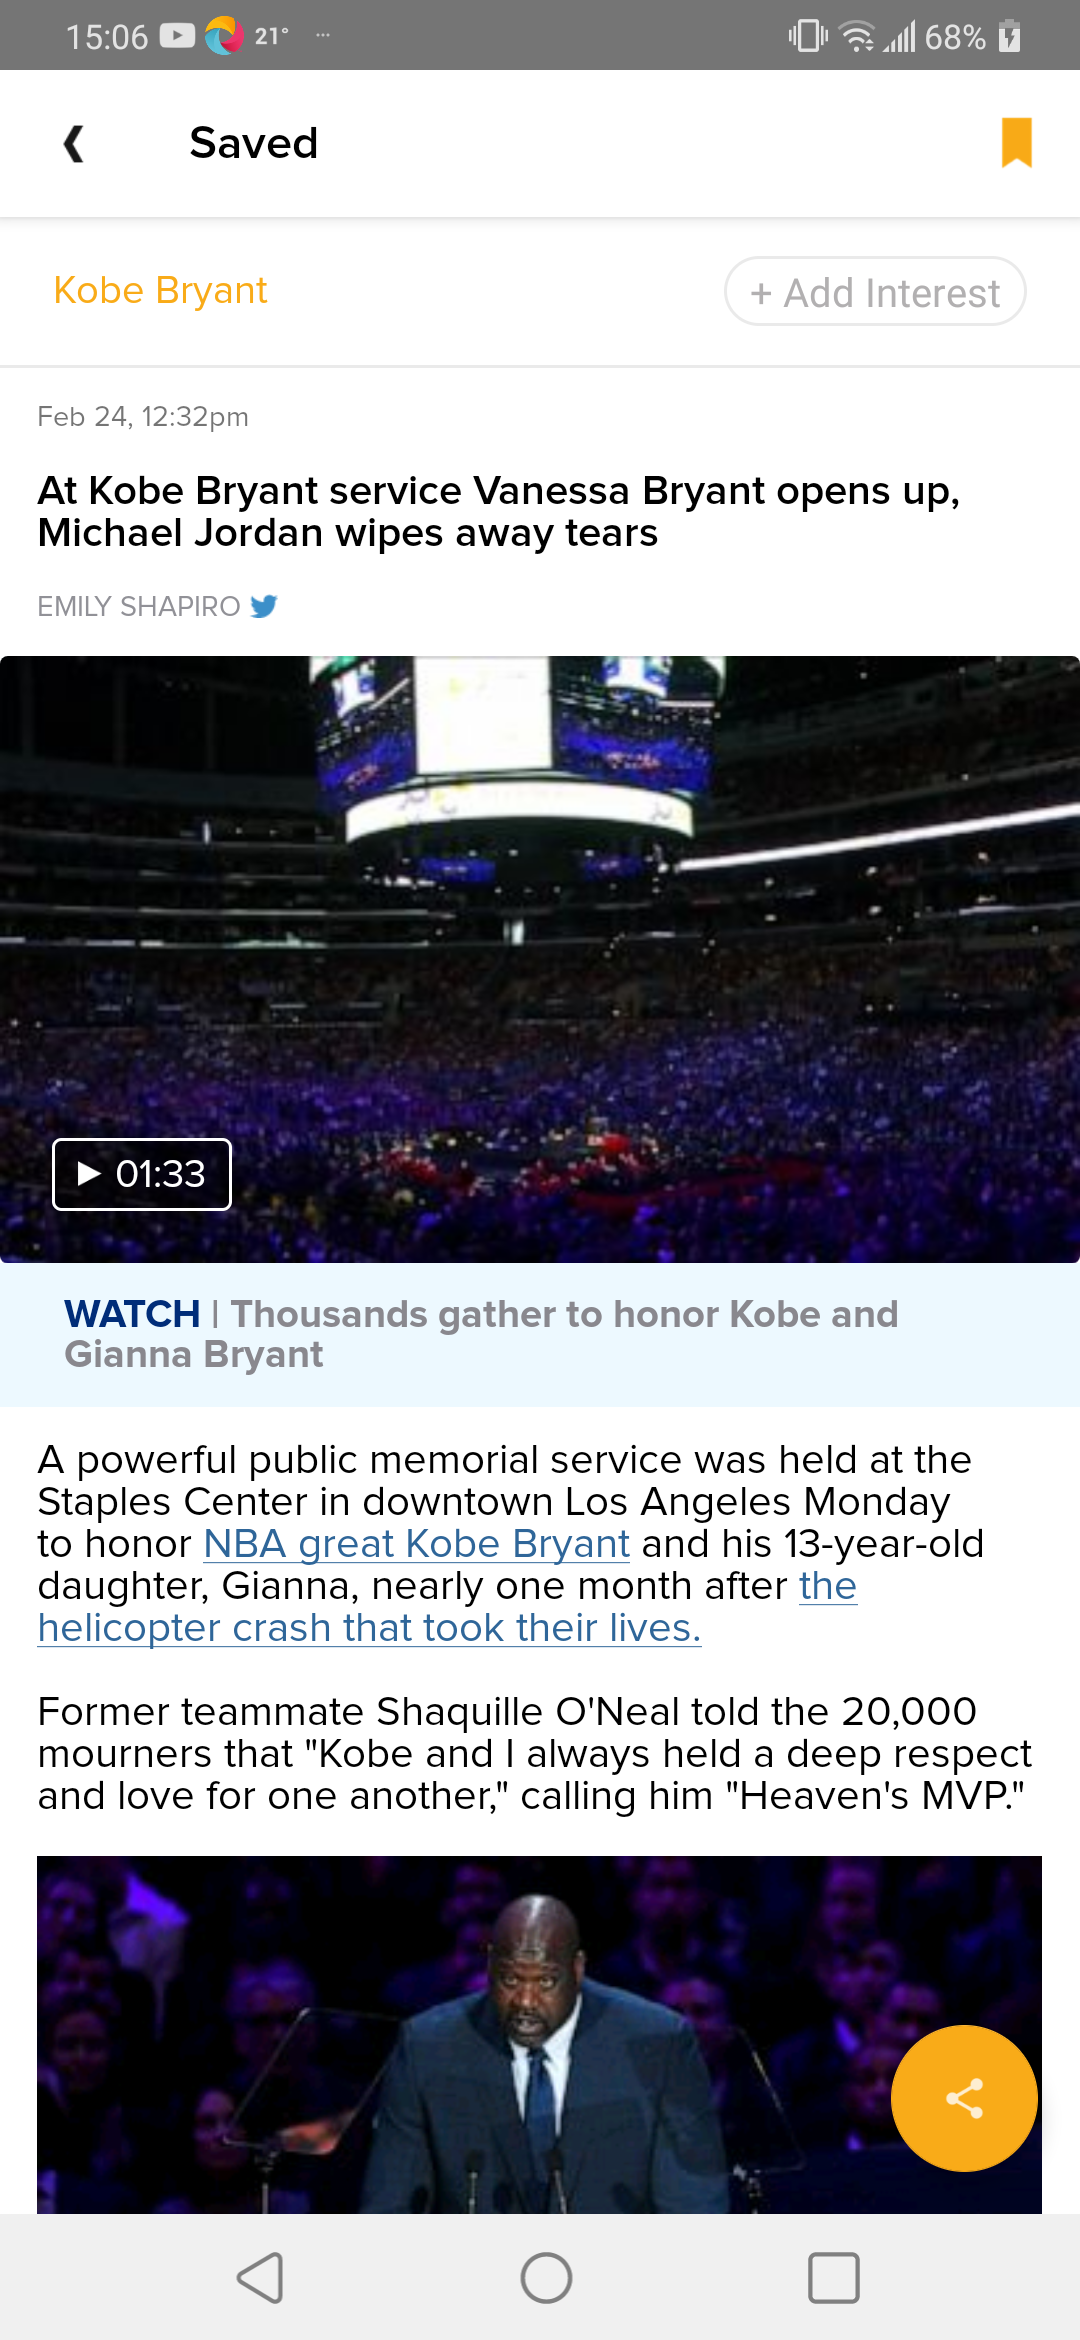 15:06 21° ... 68%
Saved
Kobe Bryant + Add Interest
Feb 24, 12:32pm
At Kobe Bryant service Vanessa Bryant opens up,
Michael Jordan wipes away tears
EMILY SHAPIRO
01:33
WATCH | Thousands gather to honor Kobe and
Gianna Bryant
A powerful public memorial service was held at the
Staples Center in downtown Los Angeles Monday
to honor NBA great Kobe Bryant and his 13-year-old
daughter, Gianna, nearly one month after the
helicopter crash that took their lives.
Former teammate Shaquille O'Neal told the 20,000
mourners that "Kobe and I always held a deep respect
and love for one another," calling him "Heaven's MVP."